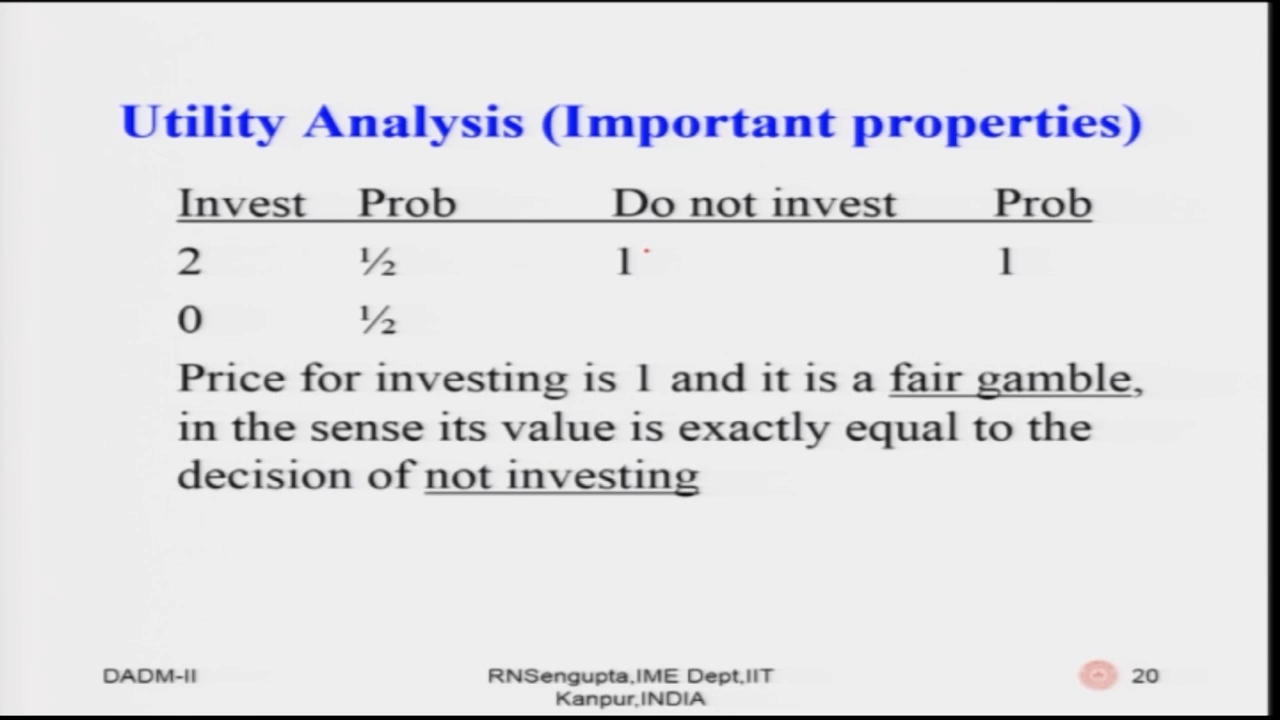 Utility Analysis (Important properties)
Invest Prob Do not invest Prob
2 ½ 1 1
0 ½
Price for investing is 1 and it is a fair gamble,
in the sense its value is exactly equal to the
decision of not investing
DADM-II RNSengupta,IME Dept,IIT 20
Kanpur,INDIA